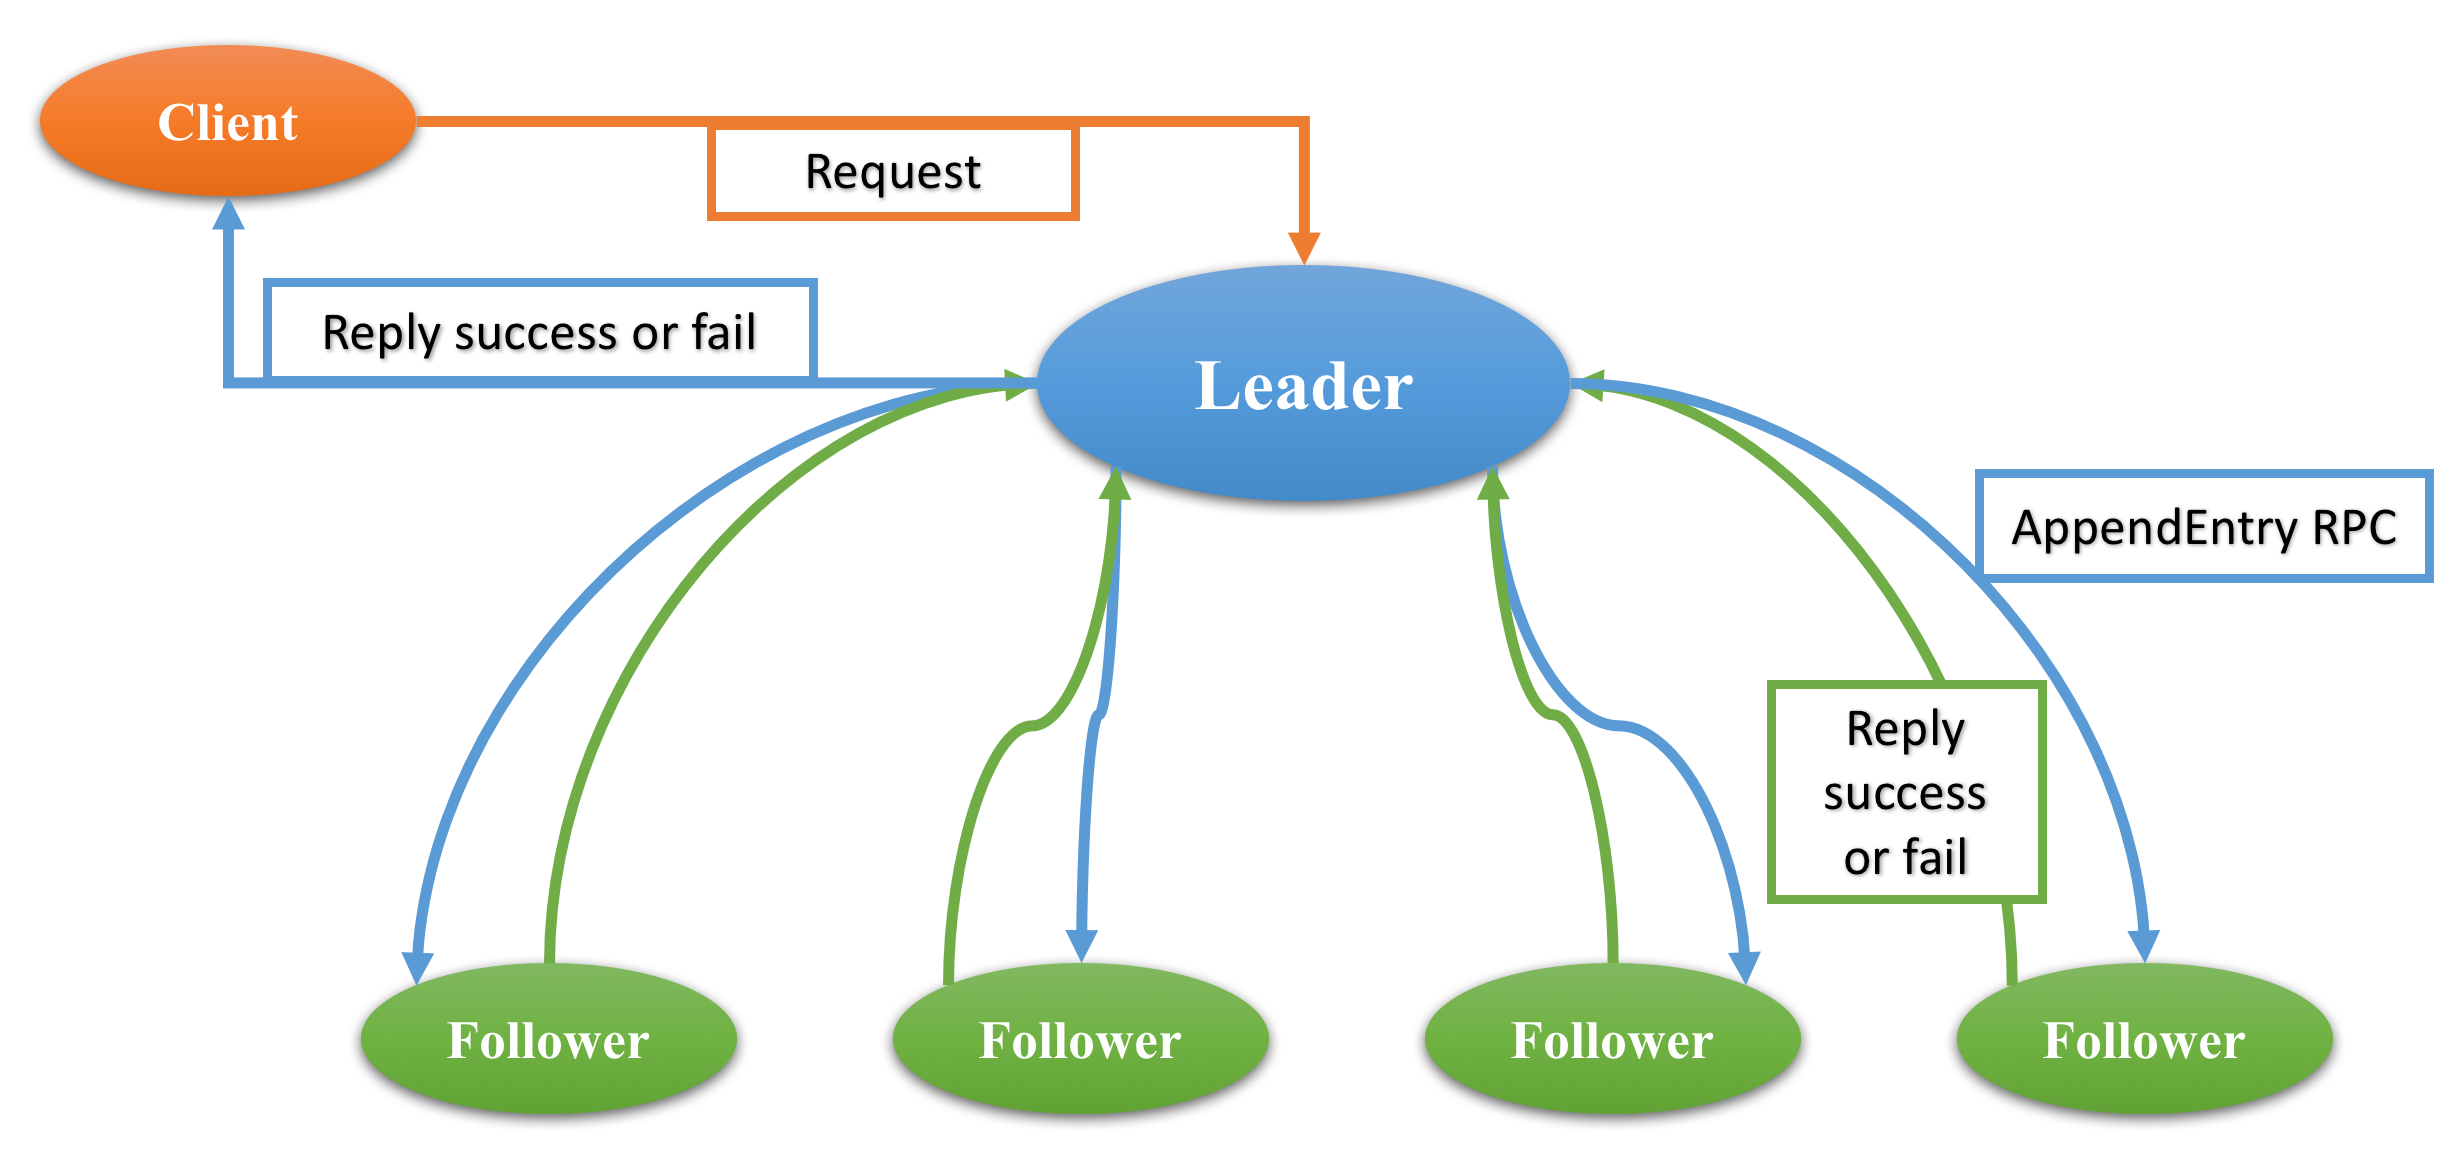 Client
Request
Reply success or fail
Leader
AppendEntry RPC
Reply
success
or fail
Follower
Follower
Follower
Follower